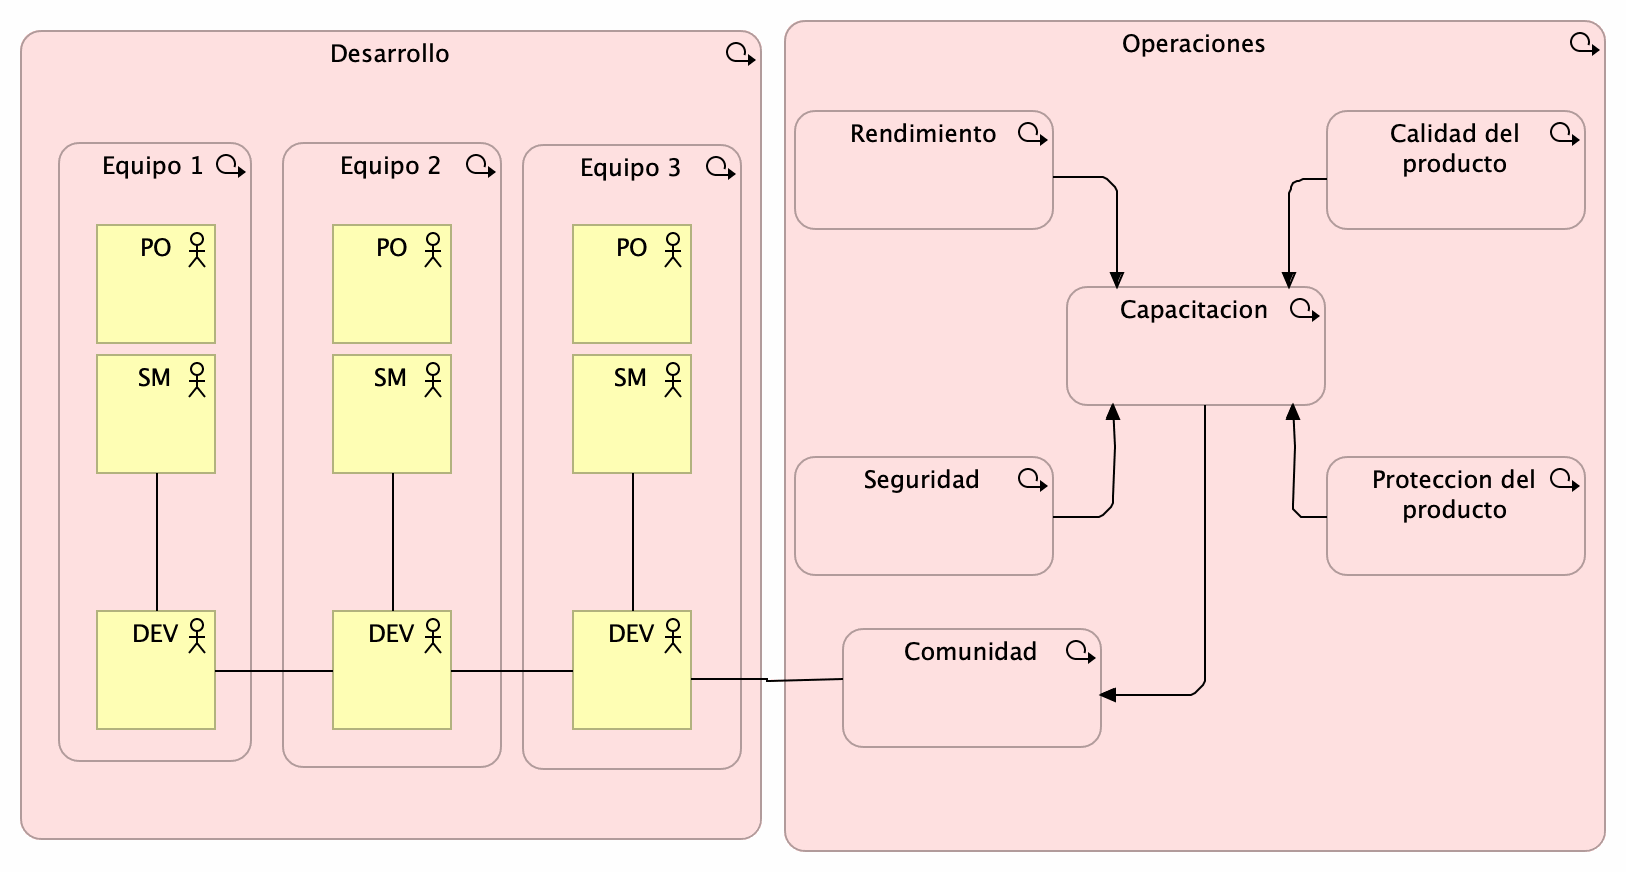 Desarrollo
Equipo 1
PO
SM
DEV
Equipo 2
PO
SM
DEV
Equipo 3
PO
SM
DEV
Operaciones
Rendimiento
Calidad del
producto
Capacitacion
Seguridad
Proteccion del
producto
Comunidad